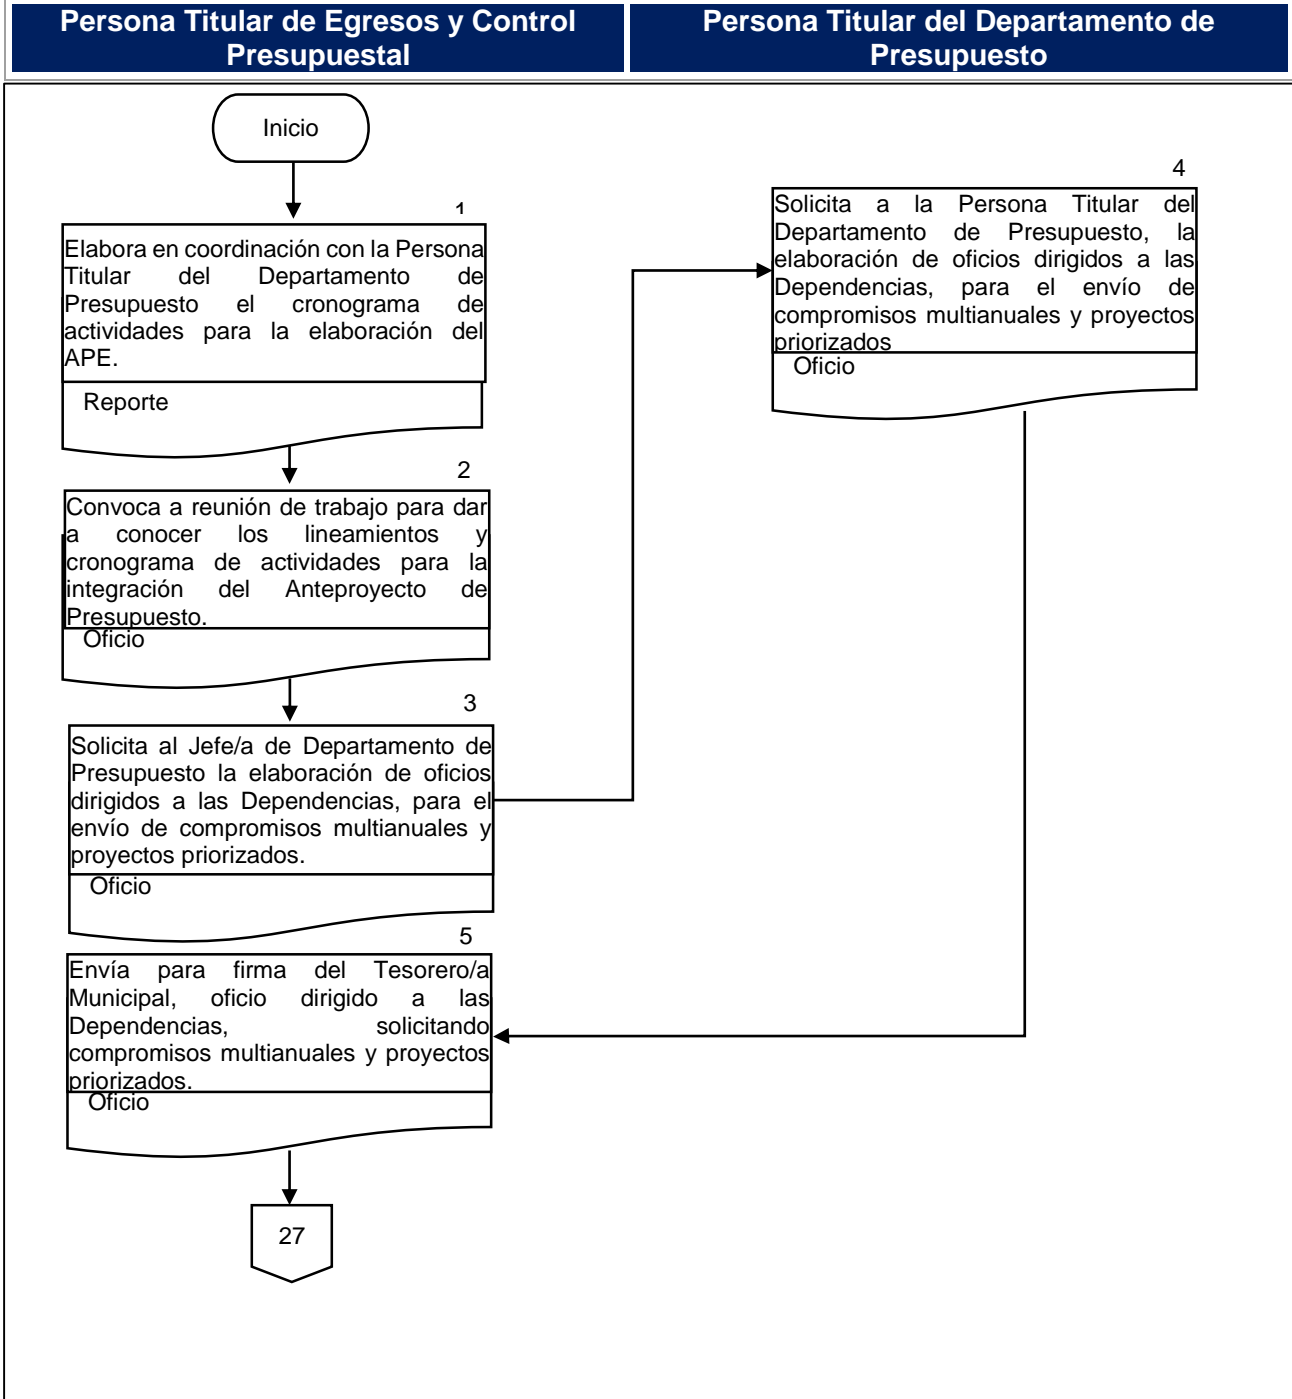 Persona Titular de Egresos y Control
Presupuestal
Persona Titular del Departamento de
Presupuesto
Inicio
1
Elabora en coordinación con la Persona
Titular del Departamento de
Presupuesto el cronograma de
actividades para la elaboración del
APE.
Reporte
2
Convoca a reunión de trabajo para dar
a conocer los lineamientos y
cronograma de actividades para la
integración del Anteproyecto de
Presupuesto.
Oficio
3
Solicita al Jefe/a de Departamento de
Presupuesto la elaboración de oficios
dirigidos a las Dependencias, para el
envío de compromisos multianuales y
proyectos priorizados.
Oficio
4
Solicita a la Persona Titular del
Departamento de Presupuesto, la
elaboración de oficios dirigidos a las
Dependencias, para el envío de
compromisos multianuales y proyectos
priorizados
Oficio
5
Envía para firma del Tesorero/a
Municipal, oficio dirigido a las
Dependencias, solicitando
compromisos multianuales y proyectos
priorizados.
Oficio
27